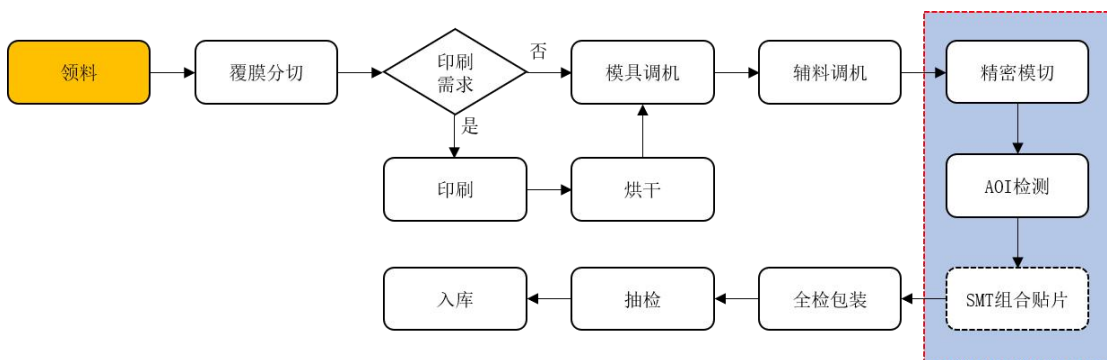 领料
覆膜分切
印刷
需求
否
模具调机
辅料调机
精密模切
是
印刷
烘干
AOI检测
入库
抽检
全检包装
SMT组合贴片